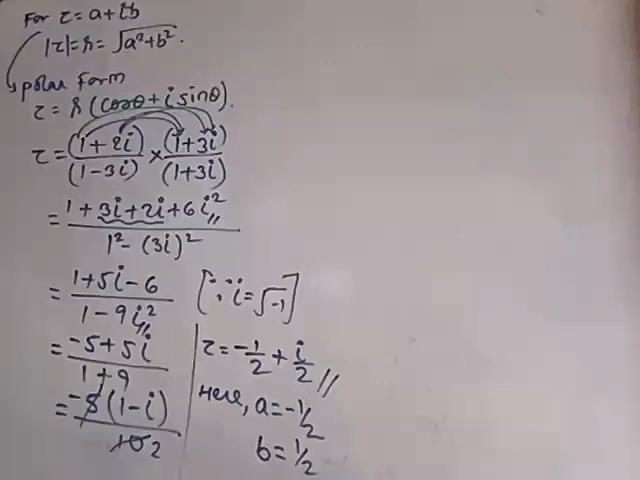 For z = a + ib
|z| = r = √a²+b².
polar form
z = r (cosθ + i sinθ).
z = (1 + 2i)/(1 - 3i) × (1 + 3i)/(1 + 3i)
= 1 + 3i + 2i + 6i²/1² - (3i)²
= 1 + 5i - 6/1 - 9i² [∵ i = √-1]
= -5 + 5i/1 + 9
= -5 (1 - i)/10 2
z = -1/2 + i/2 //
Here, a = -1/2
b = 1/2